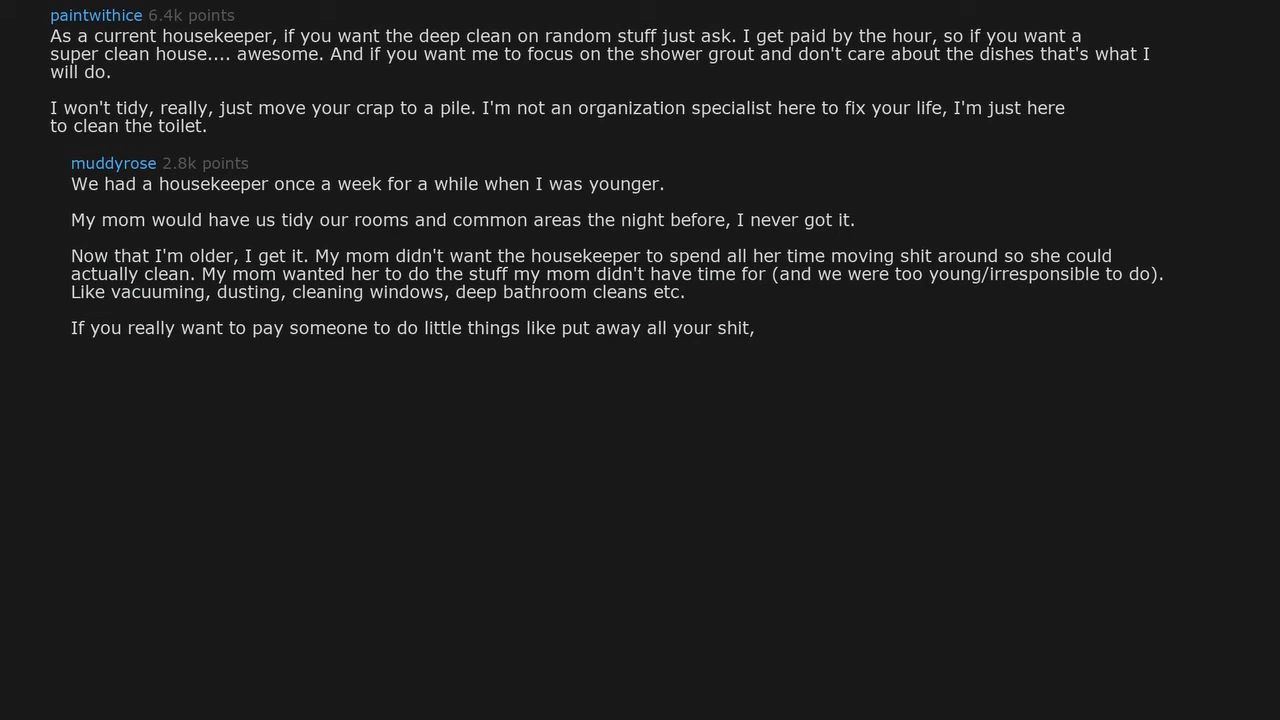 paintwithice 6.4k points
As a current housekeeper, if you want the deep clean on random stuff just ask. I get paid by the hour, so if you want a
super clean house.... awesome. And if you want me to focus on the shower grout and don't care about the dishes that's what I
will do.
I won't tidy, really, just move your crap to a pile. I'm not an organization specialist here to fix your life, I'm just here
to clean the toilet.
muddyrose 2.8k points
We had a housekeeper once a week for a while when I was younger.
My mom would have us tidy our rooms and common areas the night before, I never got it.
Now that I'm older, I get it. My mom didn't want the housekeeper to spend all her time moving shit around so she could
actually clean. My mom wanted her to do the stuff my mom didn't have time for (and we were too young/irresponsible to do).
Like vacuuming, dusting, cleaning windows, deep bathroom cleans etc.
If you really want to pay someone to do little things like put away all your shit,